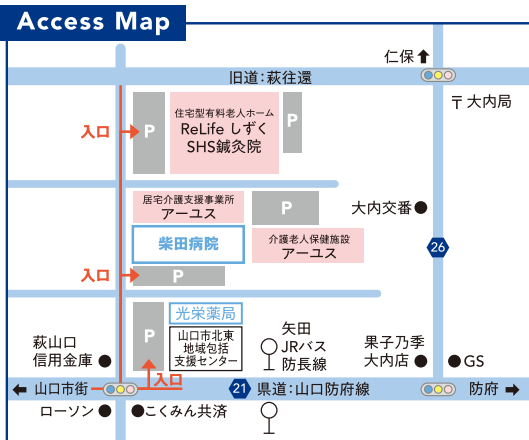 Access Map
仁保
旧道:萩往還
〒大内局
入口
P
住宅型有料老人ホーム
ReLife しずく
SHS鍼灸院
P
居宅介護支援事業所
アーユス
P
大内交番
柴田病院
介護老人保健施設
アーユス
26
入口
P
P
光栄薬局
山口市北東
地域包括
支援センター
矢田
JRバス
防長線
萩山口
信用金庫
果子乃季
大内店
GS
入口
山口市街
21
県道:山口防府線
防府
ローソン
こくみん共済